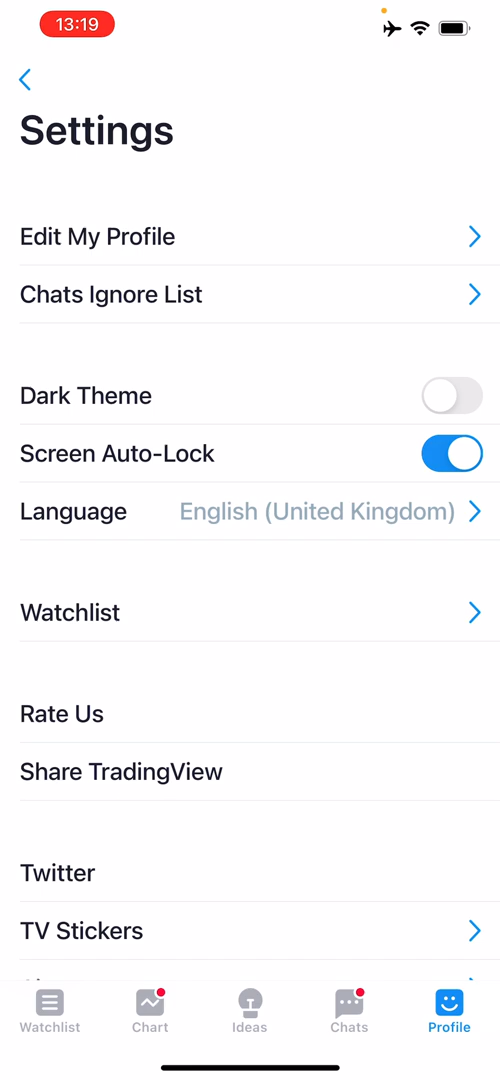 13:19
Settings
Edit My Profile
Chats Ignore List
Dark Theme
Screen Auto-Lock
Language English (United Kingdom)
Watchlist
Rate Us
Share TradingView
Twitter
TV Stickers
Watchlist Chart Ideas Chats Profile